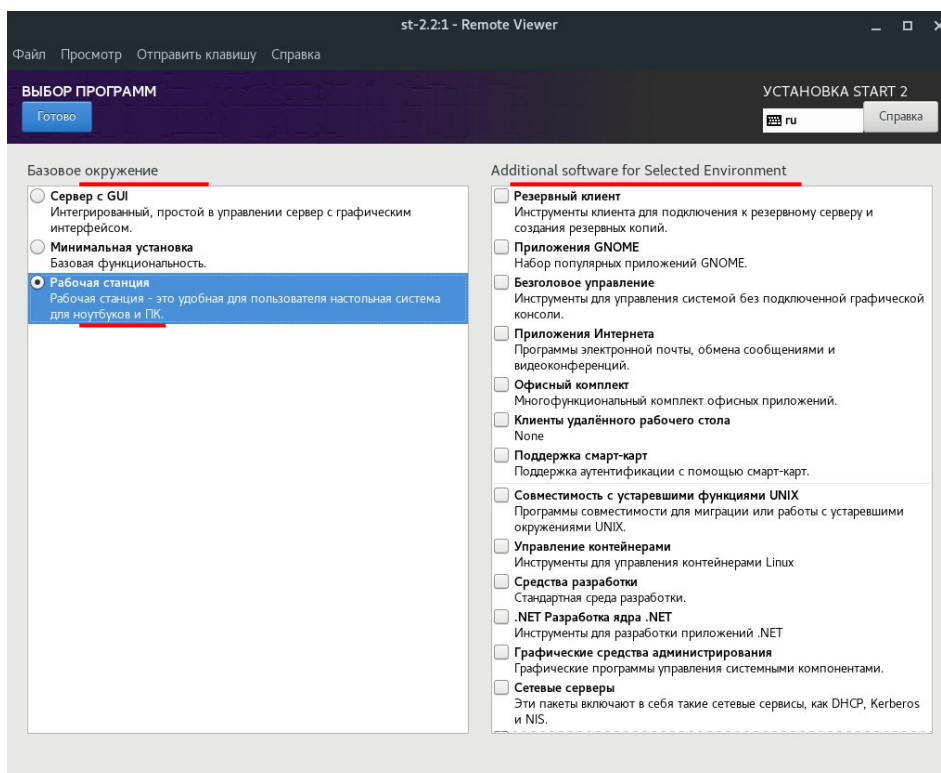 st-2.2:1 - Remote Viewer
Файл Просмотр Отправить клавишу Справка
ВЫБОР ПРОГРАММ
УСТАНОВКА START 2
Готово
ru
Справка
Базовое окружение
Сервер с GUI
Интегрированный, простой в управлении сервер с графическим
интерфейсом.
Минимальная установка
Базовая функциональность.
Рабочая станция
Рабочая станция - это удобная для пользователя настольная система
для ноутбуков и ПК.
Additional software for Selected Environment
Резервный клиент
Инструменты клиента для подключения к резервному серверу и
создания резервных копий.
Приложения GNOME
Набор популярных приложений GNOME.
Безголовое управление
Инструменты для управления системой без подключенной графической
консоли.
Приложения Интернета
Программы электронной почты, обмена сообщениями и
видеоконференций.
Офисный комплект
Многофункциональный комплект офисных приложений.
Клиенты удалённого рабочего стола
None
Поддержка смарт-карт
Поддержка аутентификации с помощью смарт-карт.
Совместимость с устаревшими функциями UNIX
Программы совместимости для миграции или работы с устаревшими
окружениями UNIX.
Управление контейнерами
Инструменты для управления контейнерами Linux
Средства разработки
Стандартная среда разработки.
.NET Разработка ядра .NET
Инструменты для разработки приложений .NET
Графические средства администрирования
Графические программы управления системными компонентами.
Сетевые серверы
Эти пакеты включают в себя такие сетевые сервисы, как DHCP, Kerberos
и NIS.